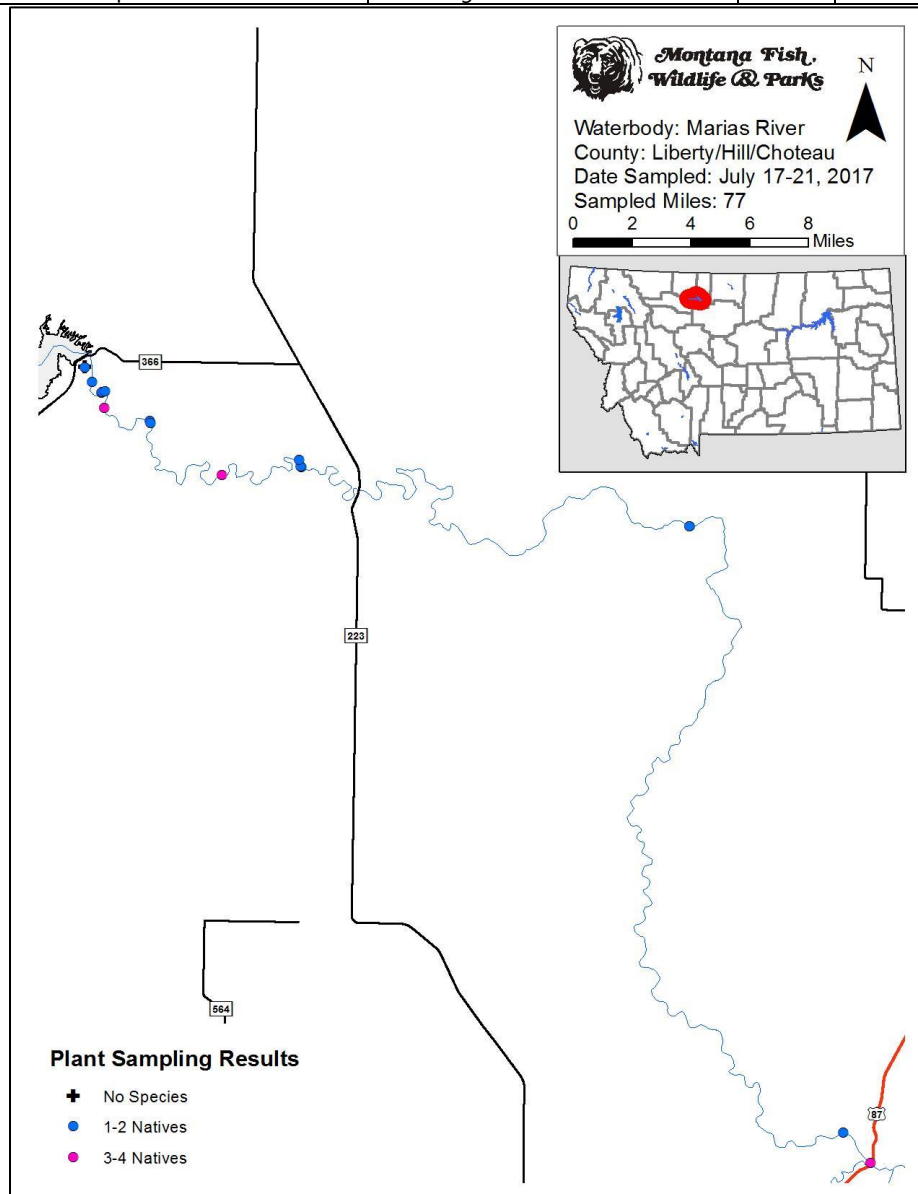 Montana Fish,
Wildlife & Parks
N
Waterbody: Marias River
County: Liberty/Hill/Choteau
Date Sampled: July 17-21, 2017
Sampled Miles: 77
0 2 4 6 8
Miles
366
223
564
87
Plant Sampling Results
No Species
1-2 Natives
3-4 Natives